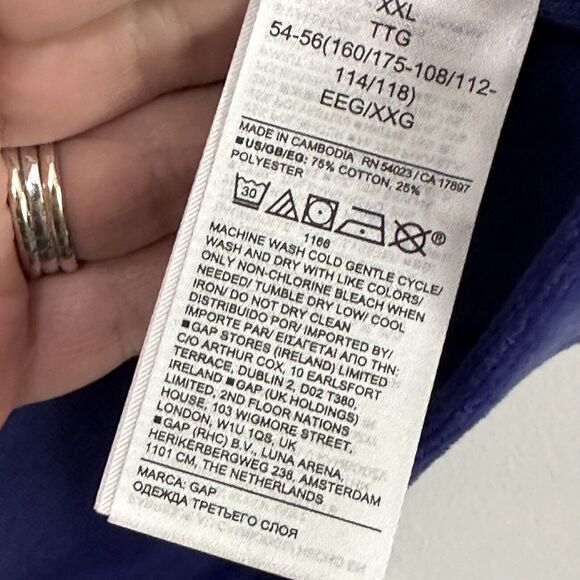 XXL
TTG
54-56(160/175-108/112-
114/118)
EEG/XXG
MADE IN CAMBODIA RN 54023 / CA 17897
■US/GB/EG: 75% COTTON, 25%
POLYESTER
30
®
1166
MACHINE WASH COLD GENTLE CYCLE/
WASH AND DRY WITH LIKE COLORS/
ONLY NON-CHLORINE BLEACH WHEN
NEEDED/ TUMBLE DRY LOW/ COOL
IRON/ DO NOT DRY CLEAN
DISTRIBUIDO POR/ IMPORTED BY/
IMPORTE PAR/ ΕΙΣΑΓΕΤΑΙ ΑΠΟ ΤΗΝ:
■GAP STORES (IRELAND) LIMITED
C/O ARTHUR COX, 10 EARLSFORT
TERRACE, DUBLIN 2, D02 T380,
IRELAND ■GAP (UK HOLDINGS)
LIMITED, 2ND FLOOR NATIONS
HOUSE, 103 WIGMORE STREET,
LONDON, W1U 1QS, UK
■GAP (RHC) B.V., LUNA ARENA,
HERIKERBERGWEG 238, AMSTERDAM
1101 CM, THE NETHERLANDS
МАРСА: GAP
ОДЕЖДА ТРЕТЬЕГО СЛОЯ